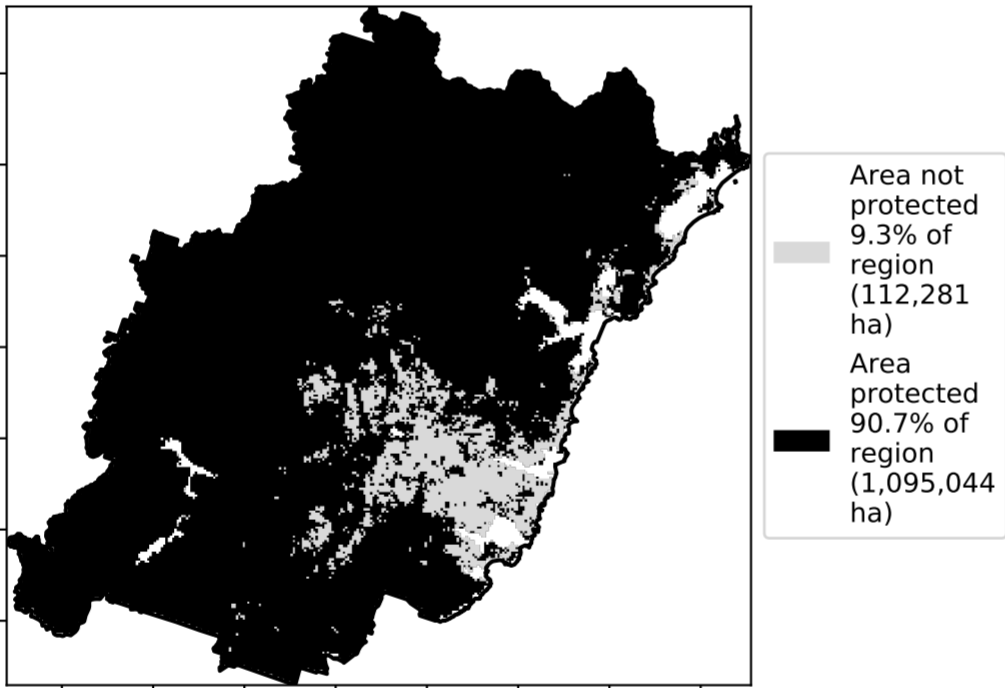 Area not
protected
9.3% of
region
(112,281
ha)
Area
protected
90.7% of
region
(1,095,044
ha)